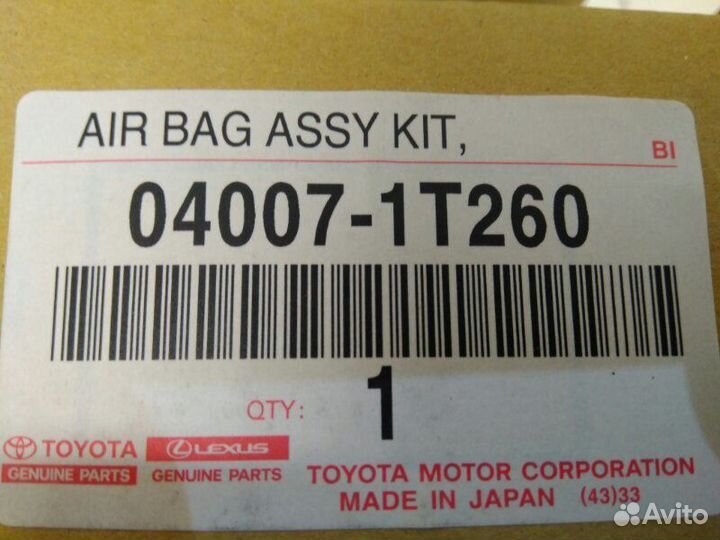 AIR BAG ASSY KIT,
BI
04007-1T260
QTY: 1
TOYOTA
GENUINE PARTS
LEXUS
GENUINE PARTS
TOYOTA MOTOR CORPORATION
MADE IN JAPAN (43)33
Avito